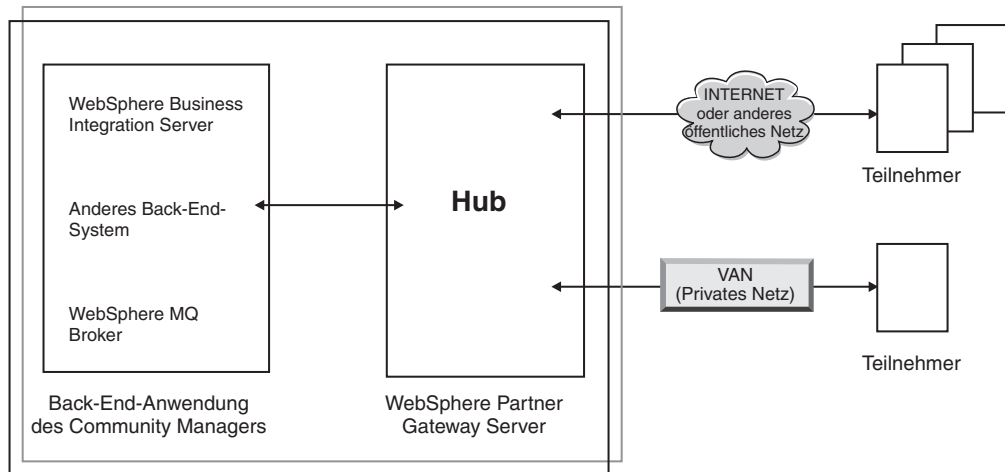 WebSphere Business
Integration Server
Anderes Back-End-
System
WebSphere MQ
Broker
Back-End-Anwendung
des Community Managers
Hub
WebSphere Partner
Gateway Server
INTERNET
oder anderes
öffentliches Netz
Teilnehmer
VAN
(Privates Netz)
Teilnehmer